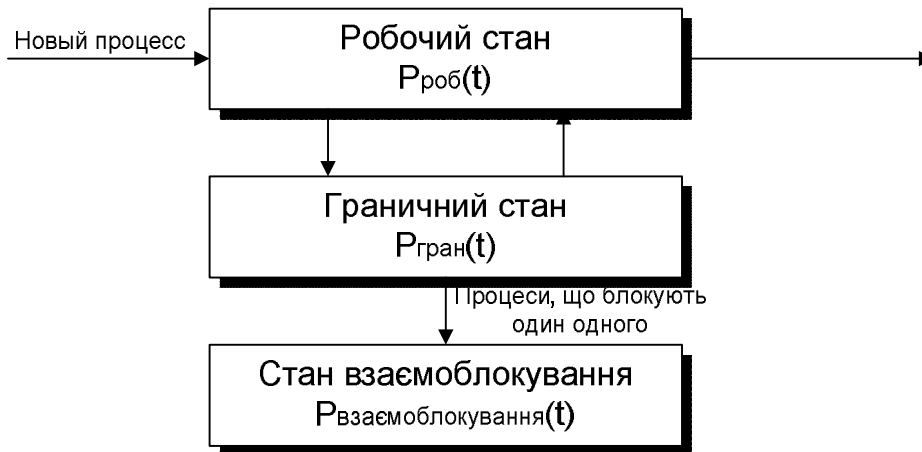 Новый процесс
Робочий стан
Pроб(t)
Граничний стан
Pгран(t)
Процеси, що блокують
один одного
Стан взаємоблокування
Pвзаємоблокування(t)